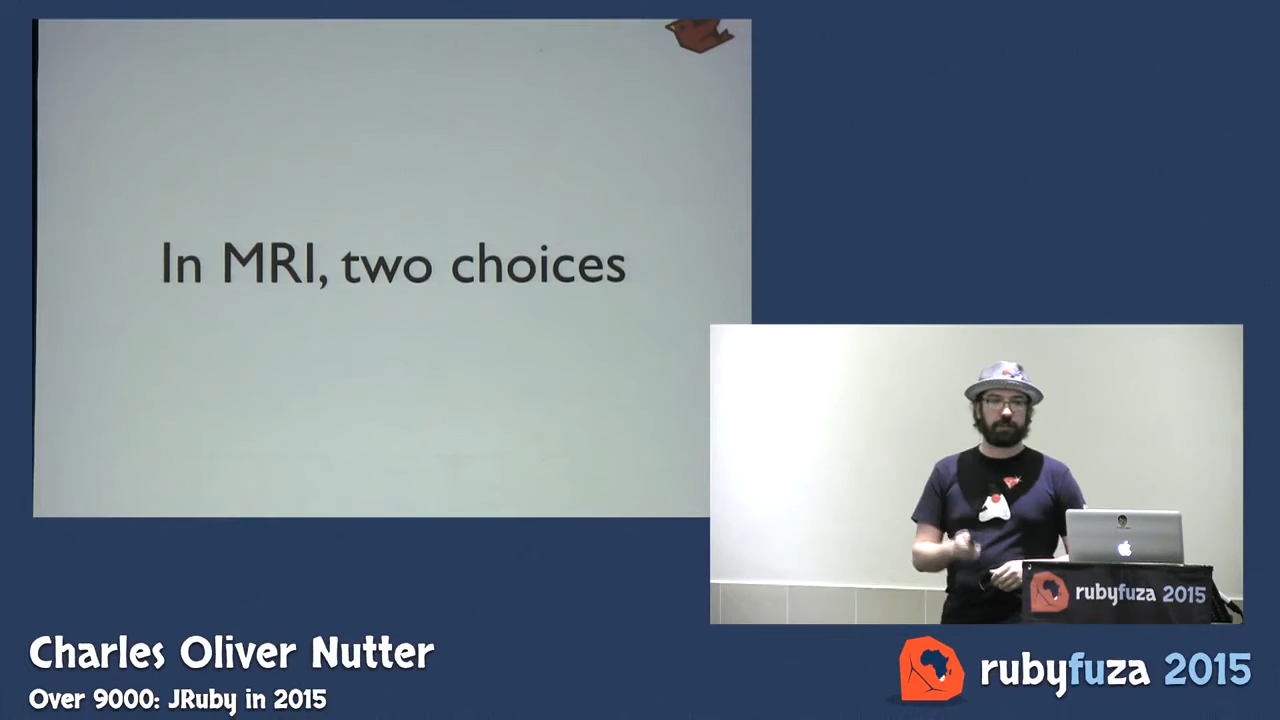 In MRI, two choices
rubyfuza 2015
Charles Oliver Nutter
Over 9000: JRuby in 2015
rubyfuza 2015